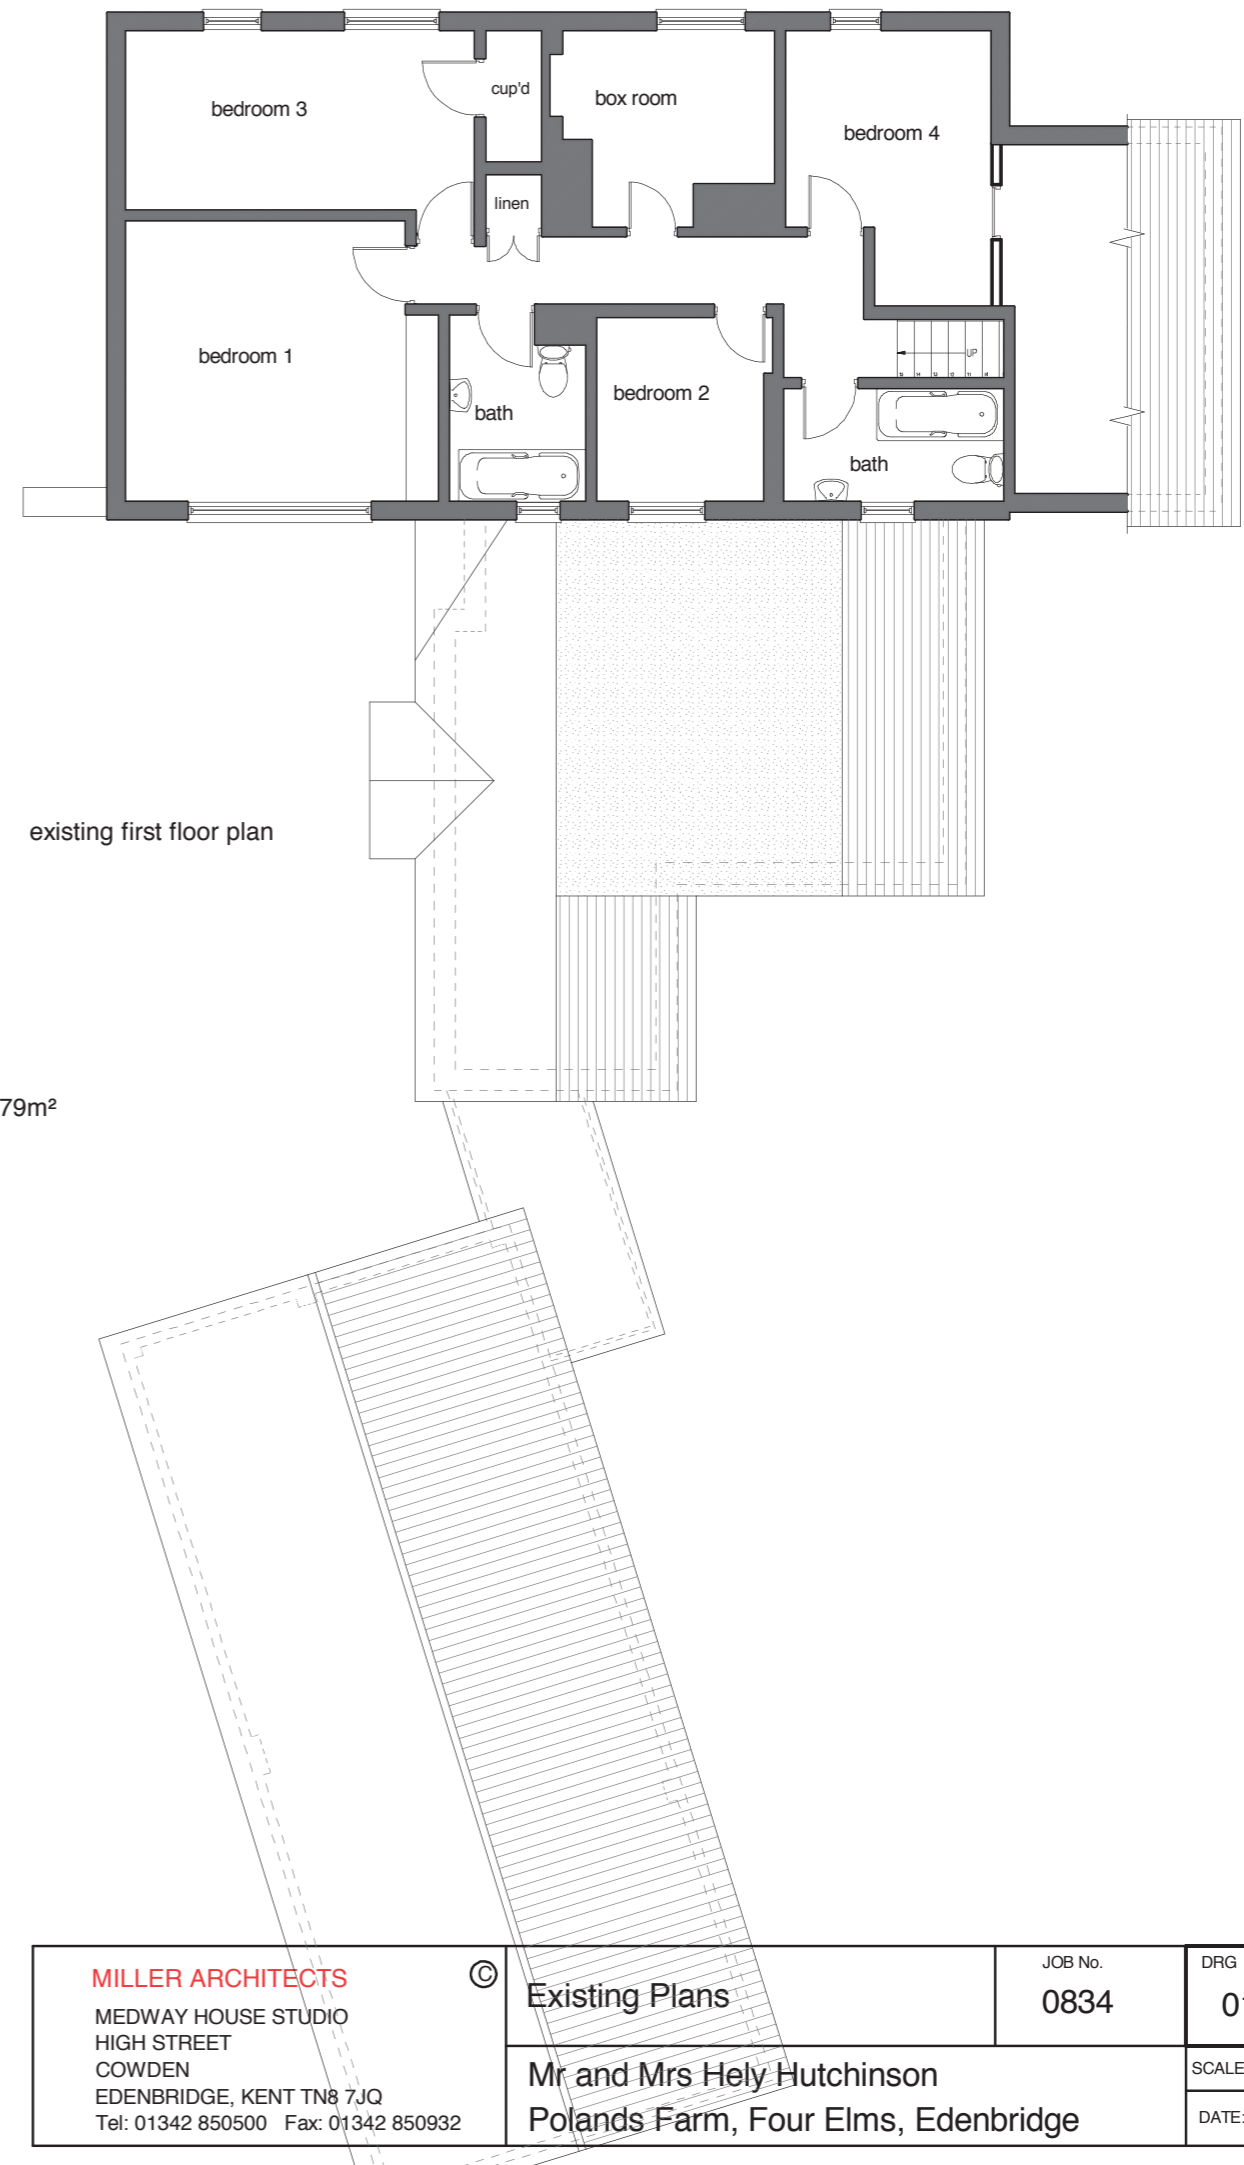 bedroom 3
cup'd
box room
bedroom 4
linen
bedroom 1
bath
bedroom 2
UP
bath
existing first floor plan
79m²
MILLER ARCHITECTS ©
MEDWAY HOUSE STUDIO
HIGH STREET
COWDEN
EDENBRIDGE, KENT TN8 7JQ
Tel: 01342 850500 Fax: 01342 850932
Existing Plans
JOB No.
0834
DRG
01
Mr and Mrs Hely Hutchinson
Polands Farm, Four Elms, Edenbridge
SCALE
DATE: